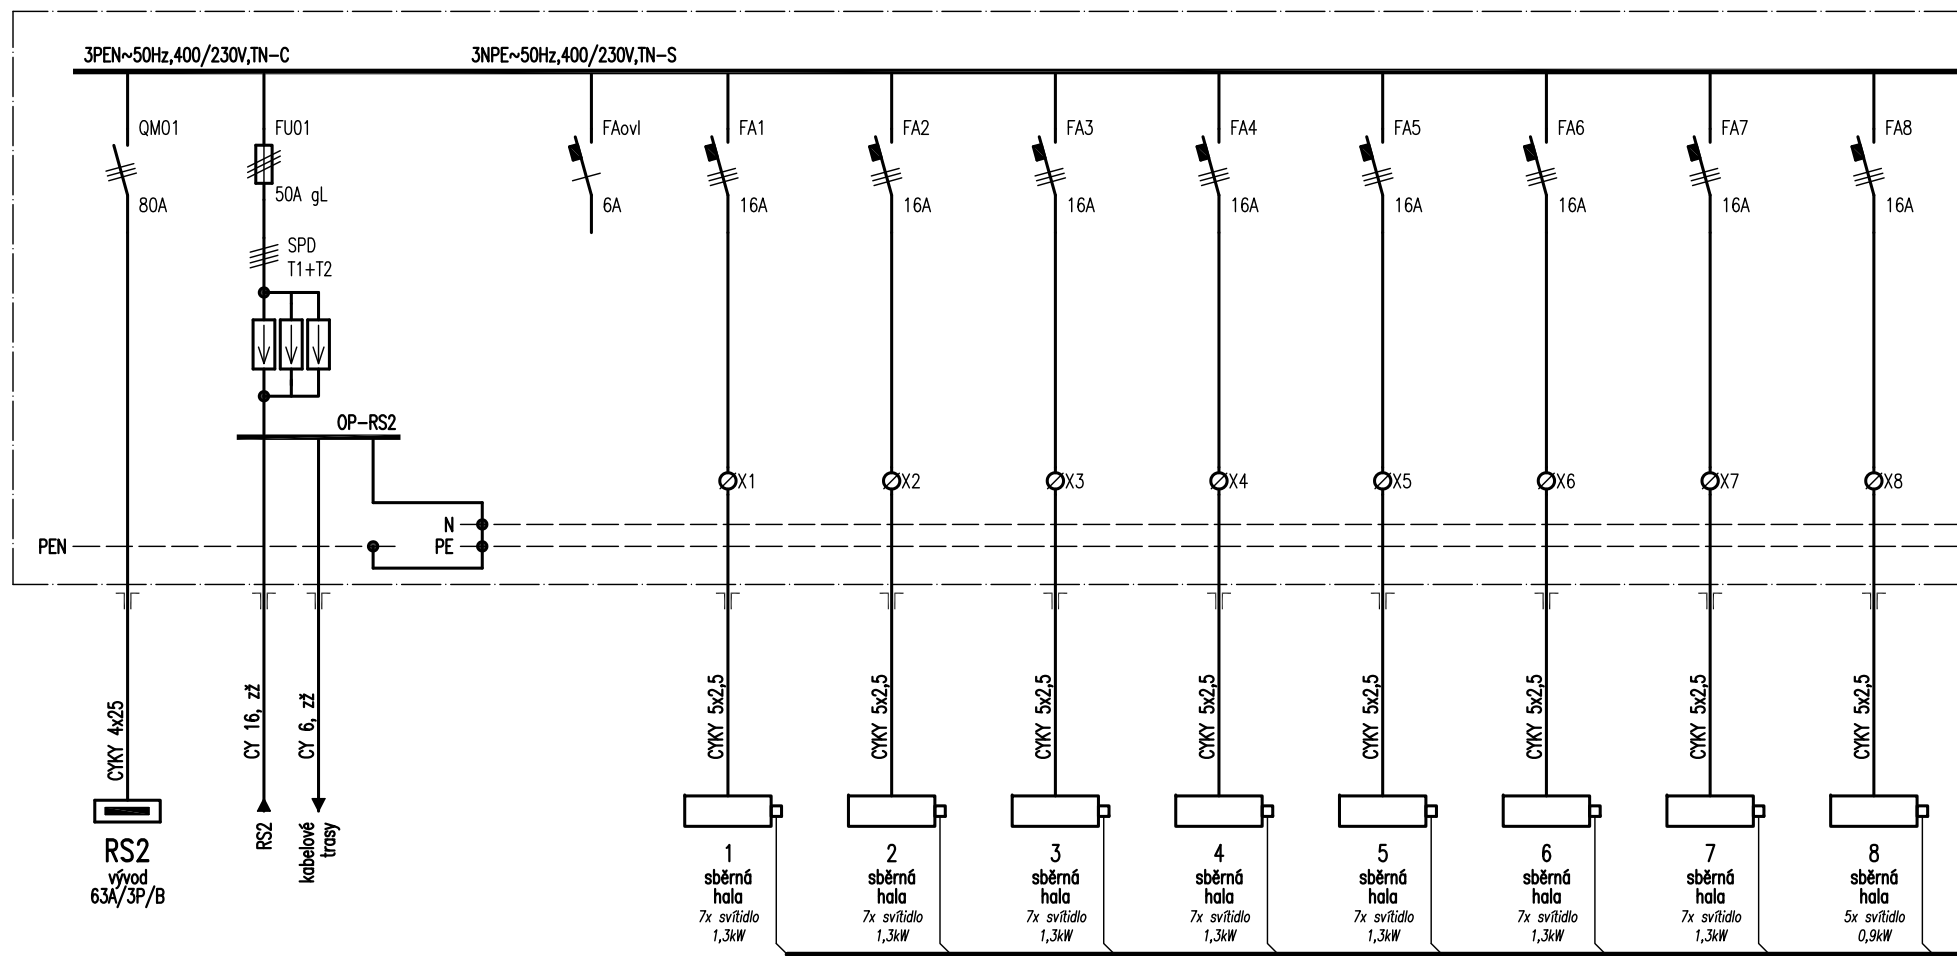 3PEN~50Hz,400/230V,TN-C
3NPE~50Hz,400/230V,TN-S
QM01
FU01
FAovl
FA1
FA2
FA3
FA4
FA5
FA6
FA7
FA8
80A
50A gL
6A
16A
16A
16A
16A
16A
16A
16A
16A
SPD
T1+T2
OP-RS2
X1
X2
X3
X4
X5
X6
X7
X8
N
PEN
PE
CYKY 4x25
CY 16, zž
CY 6, zž
CYKY 5x2,5
CYKY 5x2,5
CYKY 5x2,5
CYKY 5x2,5
CYKY 5x2,5
CYKY 5x2,5
CYKY 5x2,5
CYKY 5x2,5
RS2
vývod
63A/3P/B
RS2
kabelové
trasy
1
sběrná
hala
7x svítidlo
1,3kW
2
sběrná
hala
7x svítidlo
1,3kW
3
sběrná
hala
7x svítidlo
1,3kW
4
sběrná
hala
7x svítidlo
1,3kW
5
sběrná
hala
7x svítidlo
1,3kW
6
sběrná
hala
7x svítidlo
1,3kW
7
sběrná
hala
7x svítidlo
1,3kW
8
sběrná
hala
5x svítidlo
0,9kW